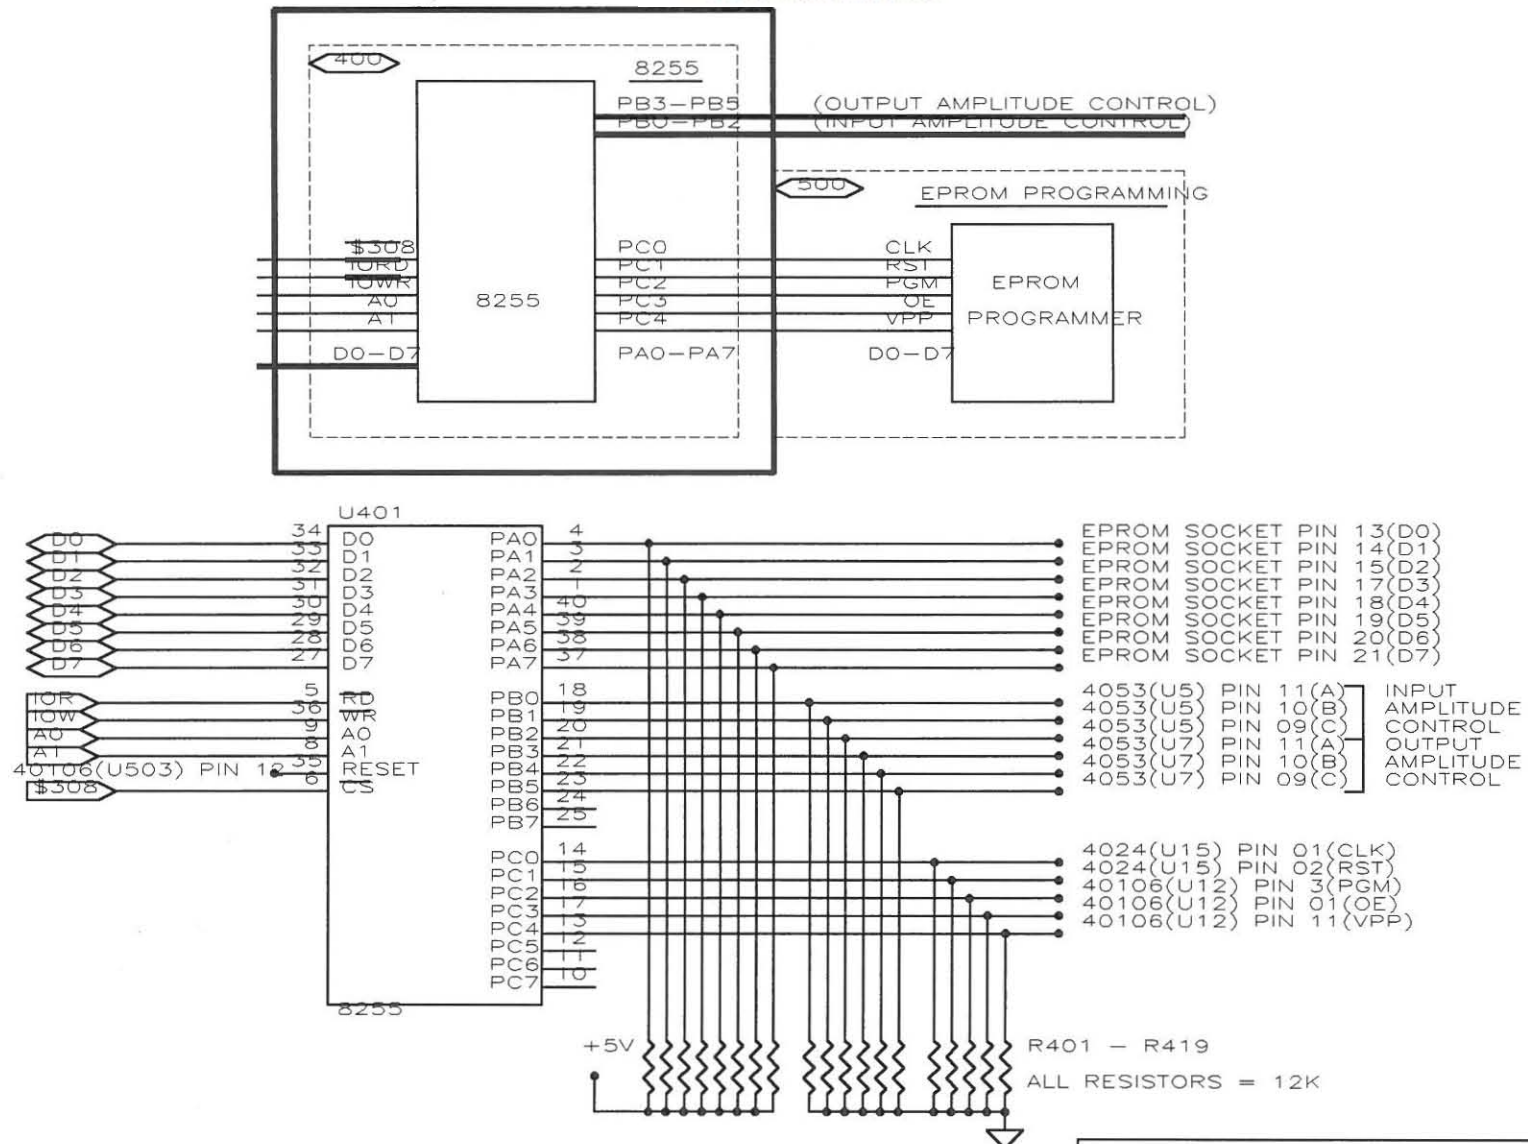 400
8255
PB3-PB5 (OUTPUT AMPLITUDE CONTROL)
PB0-PB2 (INPUT AMPLITUDE CONTROL)
500
EPROM PROGRAMMING
$308 PC0 CLK
IORD PC1 RST
IOWR PC2 PGM
A0 PC3 OE
A1 PC4 VPP
D0-D7 PA0-PA7 D0-D7
8255
EPROM
PROGRAMMER
U401
D0 34 D0 PA0 4 EPROM SOCKET PIN 13(D0)
D1 33 D1 PA1 3 EPROM SOCKET PIN 14(D1)
D2 32 D2 PA2 2 EPROM SOCKET PIN 15(D2)
D3 31 D3 PA3 1 EPROM SOCKET PIN 17(D3)
D4 30 D4 PA4 40 EPROM SOCKET PIN 18(D4)
D5 29 D5 PA5 39 EPROM SOCKET PIN 19(D5)
D6 28 D6 PA6 38 EPROM SOCKET PIN 20(D6)
D7 27 D7 PA7 37 EPROM SOCKET PIN 21(D7)
IOR 5 RD PB0 18 4053(U5) PIN 11(A) INPUT
IOW 36 WR PB1 19 4053(U5) PIN 10(B) AMPLITUDE
A0 9 A0 PB2 20 4053(U5) PIN 09(C) CONTROL
A1 8 A1 PB3 21 4053(U7) PIN 11(A) OUTPUT
40106(U503) PIN 12 35 RESET PB4 22 4053(U7) PIN 10(B) AMPLITUDE
$308 6 CS PB5 23 4053(U7) PIN 09(C) CONTROL
PB6 24
PB7 25
PC0 14 4024(U15) PIN 01(CLK)
PC1 15 4024(U15) PIN 02(RST)
PC2 16 40106(U12) PIN 3(PGM)
PC3 17 40106(U12) PIN 01(OE)
PC4 13 40106(U12) PIN 11(VPP)
PC5 12
PC6 11
PC7 10
8255
+5V
R401 - R419
ALL RESISTORS = 12K